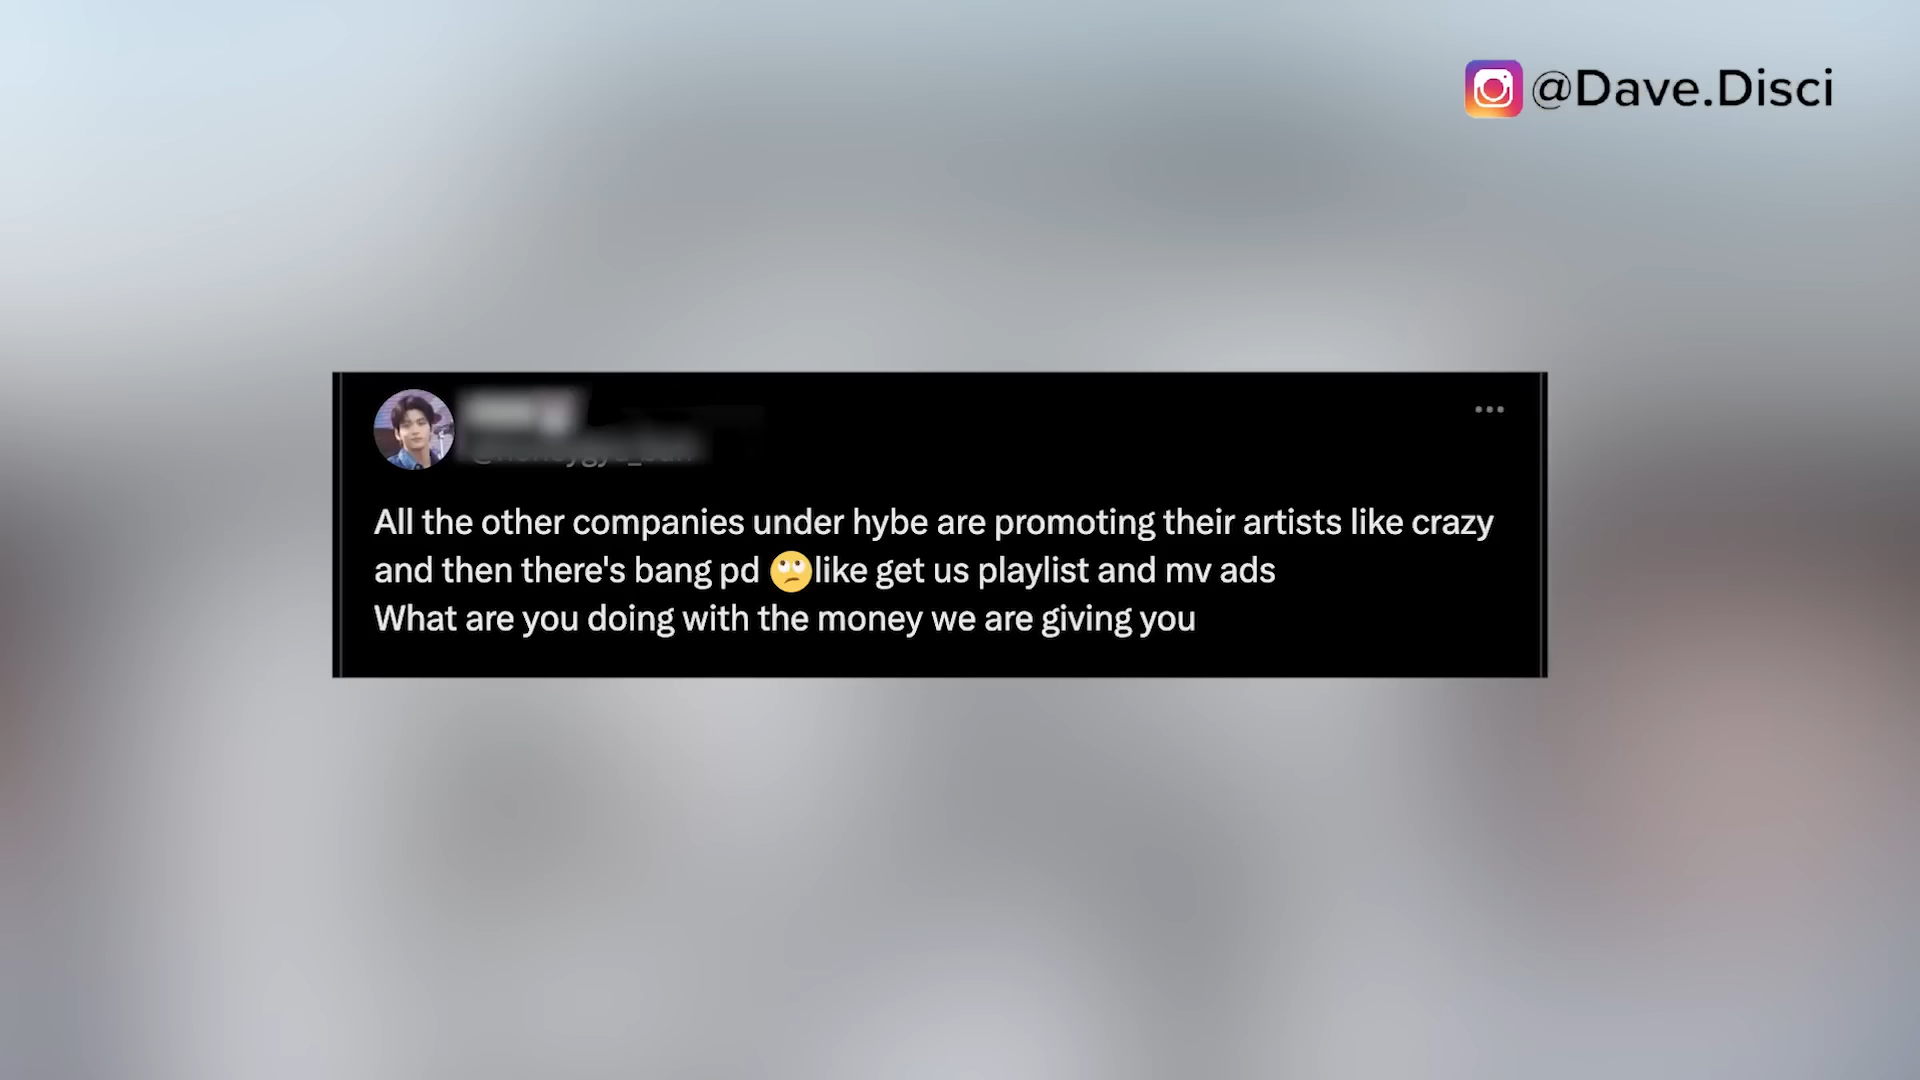 @Dave.Disci
All the other companies under hybe are promoting their artists like crazy
and then there's bang pd 🙄like get us playlist and mv ads
What are you doing with the money we are giving you